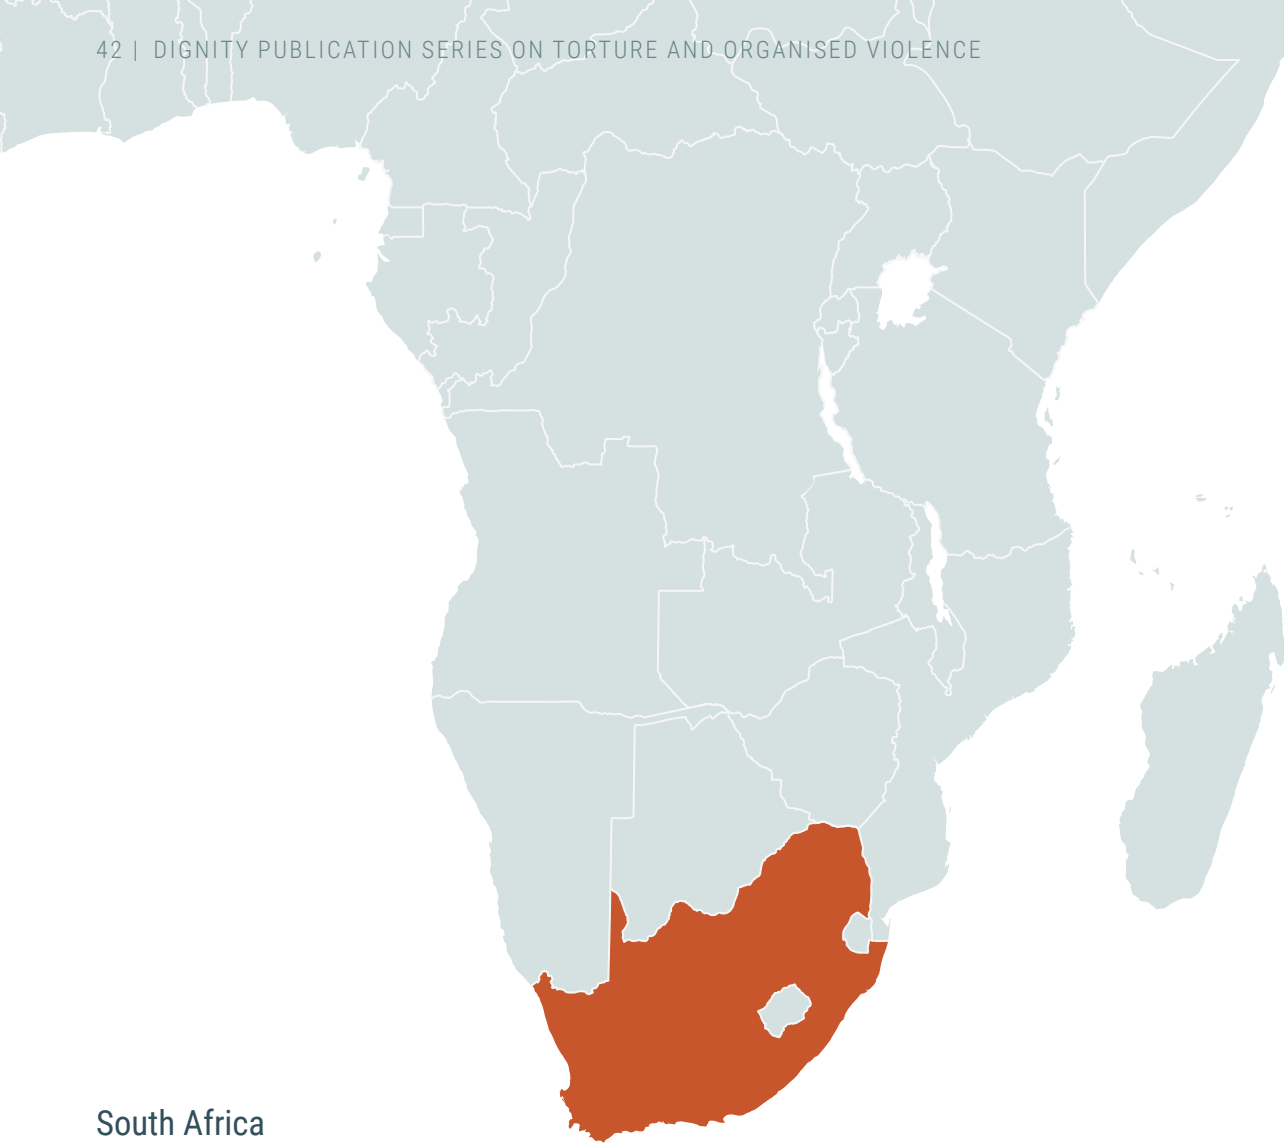 42 | DIGNITY PUBLICATION SERIES ON TORTURE AND ORGANISED VIOLENCE
South Africa